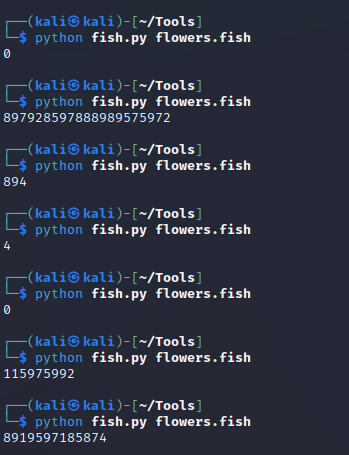 ┌──(kali㉿kali)-[~/Tools]
└─$ python fish.py flowers.fish
0
┌──(kali㉿kali)-[~/Tools]
└─$ python fish.py flowers.fish
897928597888989575972
┌──(kali㉿kali)-[~/Tools]
└─$ python fish.py flowers.fish
894
┌──(kali㉿kali)-[~/Tools]
└─$ python fish.py flowers.fish
4
┌──(kali㉿kali)-[~/Tools]
└─$ python fish.py flowers.fish
0
┌──(kali㉿kali)-[~/Tools]
└─$ python fish.py flowers.fish
115975992
┌──(kali㉿kali)-[~/Tools]
└─$ python fish.py flowers.fish
8919597185874